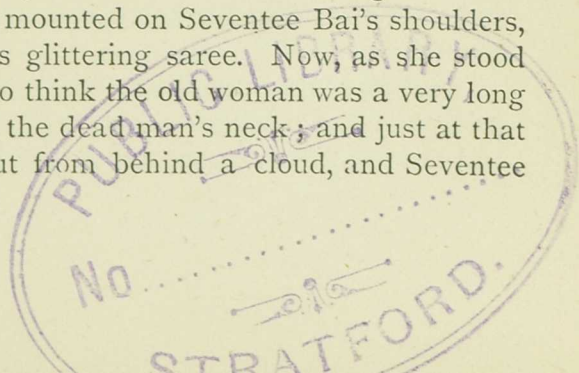 mounted on Seventee Bai's shoulders,
s glittering saree. Now, as she stood
o think the old woman was a very long
the dead man's neck; and just at that
ut from behind a cloud, and Seventee
PUBLIC LIBRARY
No...............................
STRATFORD.